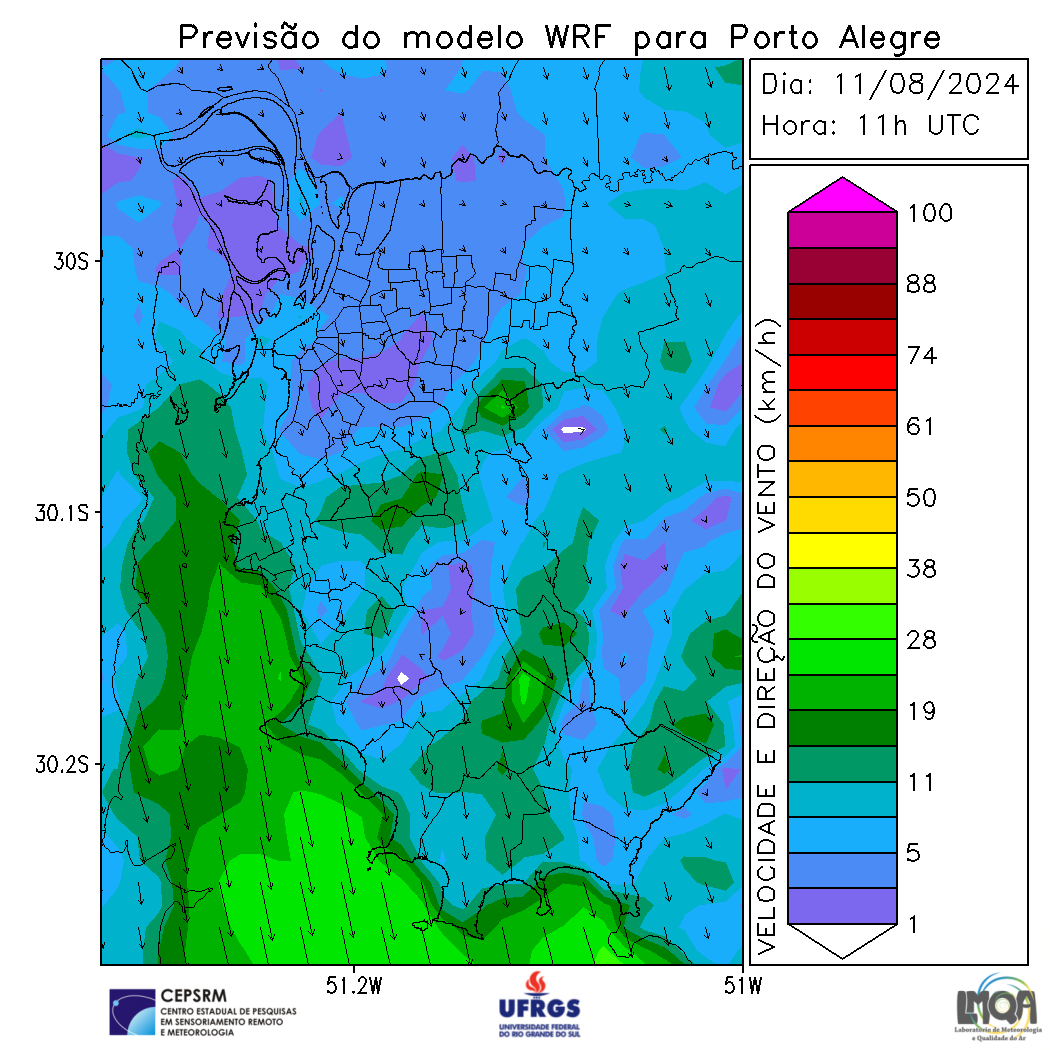 Previsão do modelo WRF para Porto Alegre
Dia: 11/08/2024
Hora: 11h UTC
30S
30.1S
30.2S
51.2W
51W
VELOCIDADE E DIREÇÃO DO VENTO (km/h)
100
88
74
61
50
38
28
19
11
5
1
CEPSRM
CENTRO ESTADUAL DE PESQUISAS
EM SENSORIAMENTO REMOTO
E METEOROLOGIA
UFRGS
UNIVERSIDADE FEDERAL
DO RIO GRANDE DO SUL
LMQA
Laboratório de Meteorologia
e Qualidade do Ar